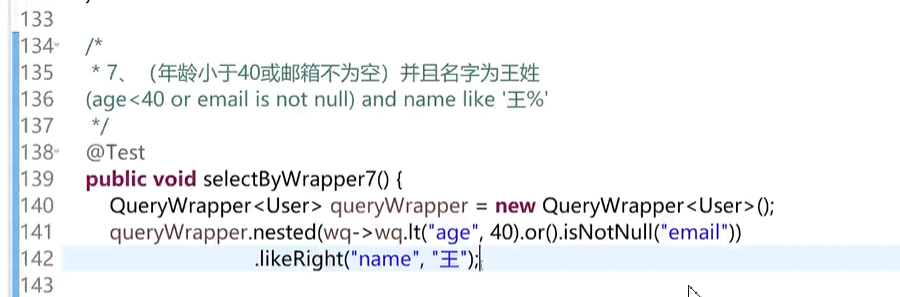 133
134 /*
135 * 7、（年龄小于40或邮箱不为空）并且名字为王姓
136 (age<40 or email is not null) and name like '王%'
137 */
138 @Test
139 public void selectByWrapper7() {
140 QueryWrapper<User> queryWrapper = new QueryWrapper<User>();
141 queryWrapper.nested(wq->wq.lt("age", 40).or().isNotNull("email"))
142 .likeRight("name", "王");
143